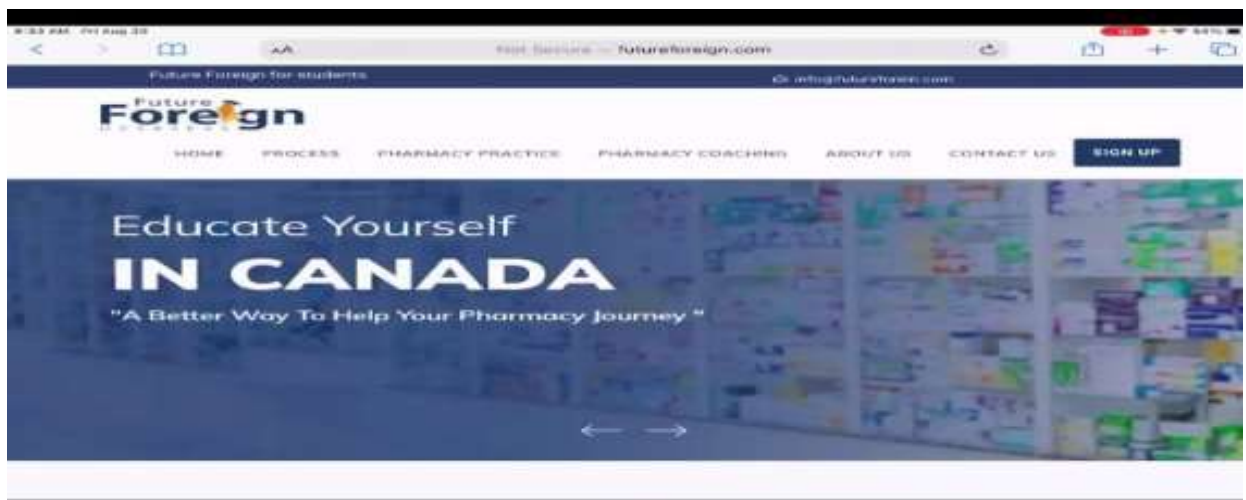 Not Secure — futureforeign.com
Future Foreign for students
Future
Foreign
HOME PROCESS PHARMACY PRACTICE PHARMACY COACHING ABOUT US CONTACT US SIGN UP
Educate Yourself
IN CANADA
"A Better Way To Help Your Pharmacy Journey "